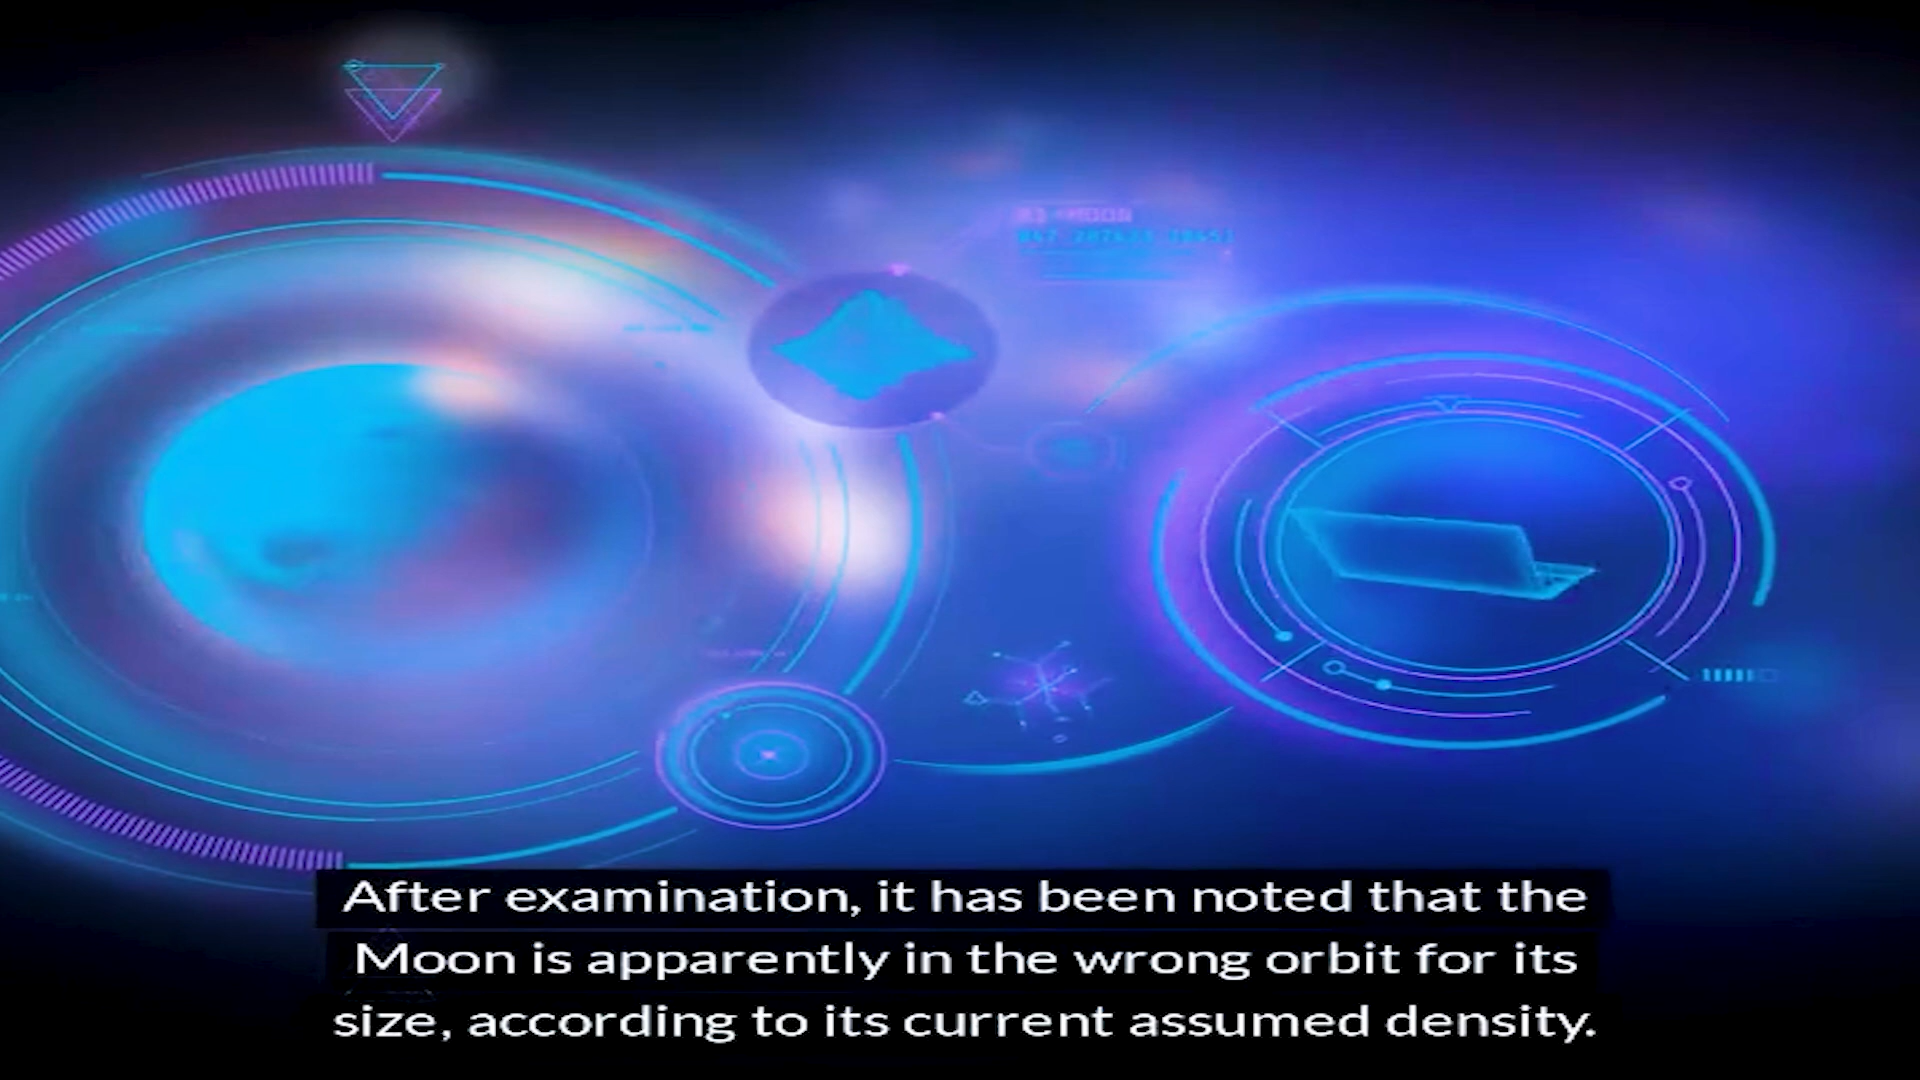 After examination, it has been noted that the
Moon is apparently in the wrong orbit for its
size, according to its current assumed density.